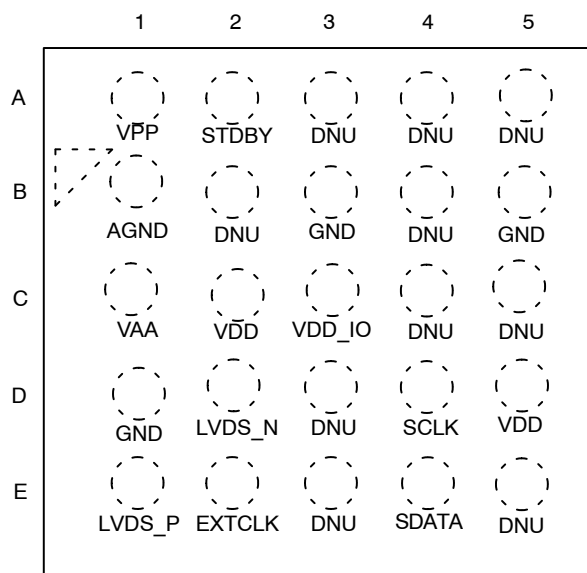 1 2 3 4 5
A
VPP STDBY DNU DNU DNU
B
AGND DNU GND DNU GND
C
VAA VDD VDD_IO DNU DNU
D
GND LVDS_N DNU SCLK VDD
E
LVDS_P EXTCLK DNU SDATA DNU